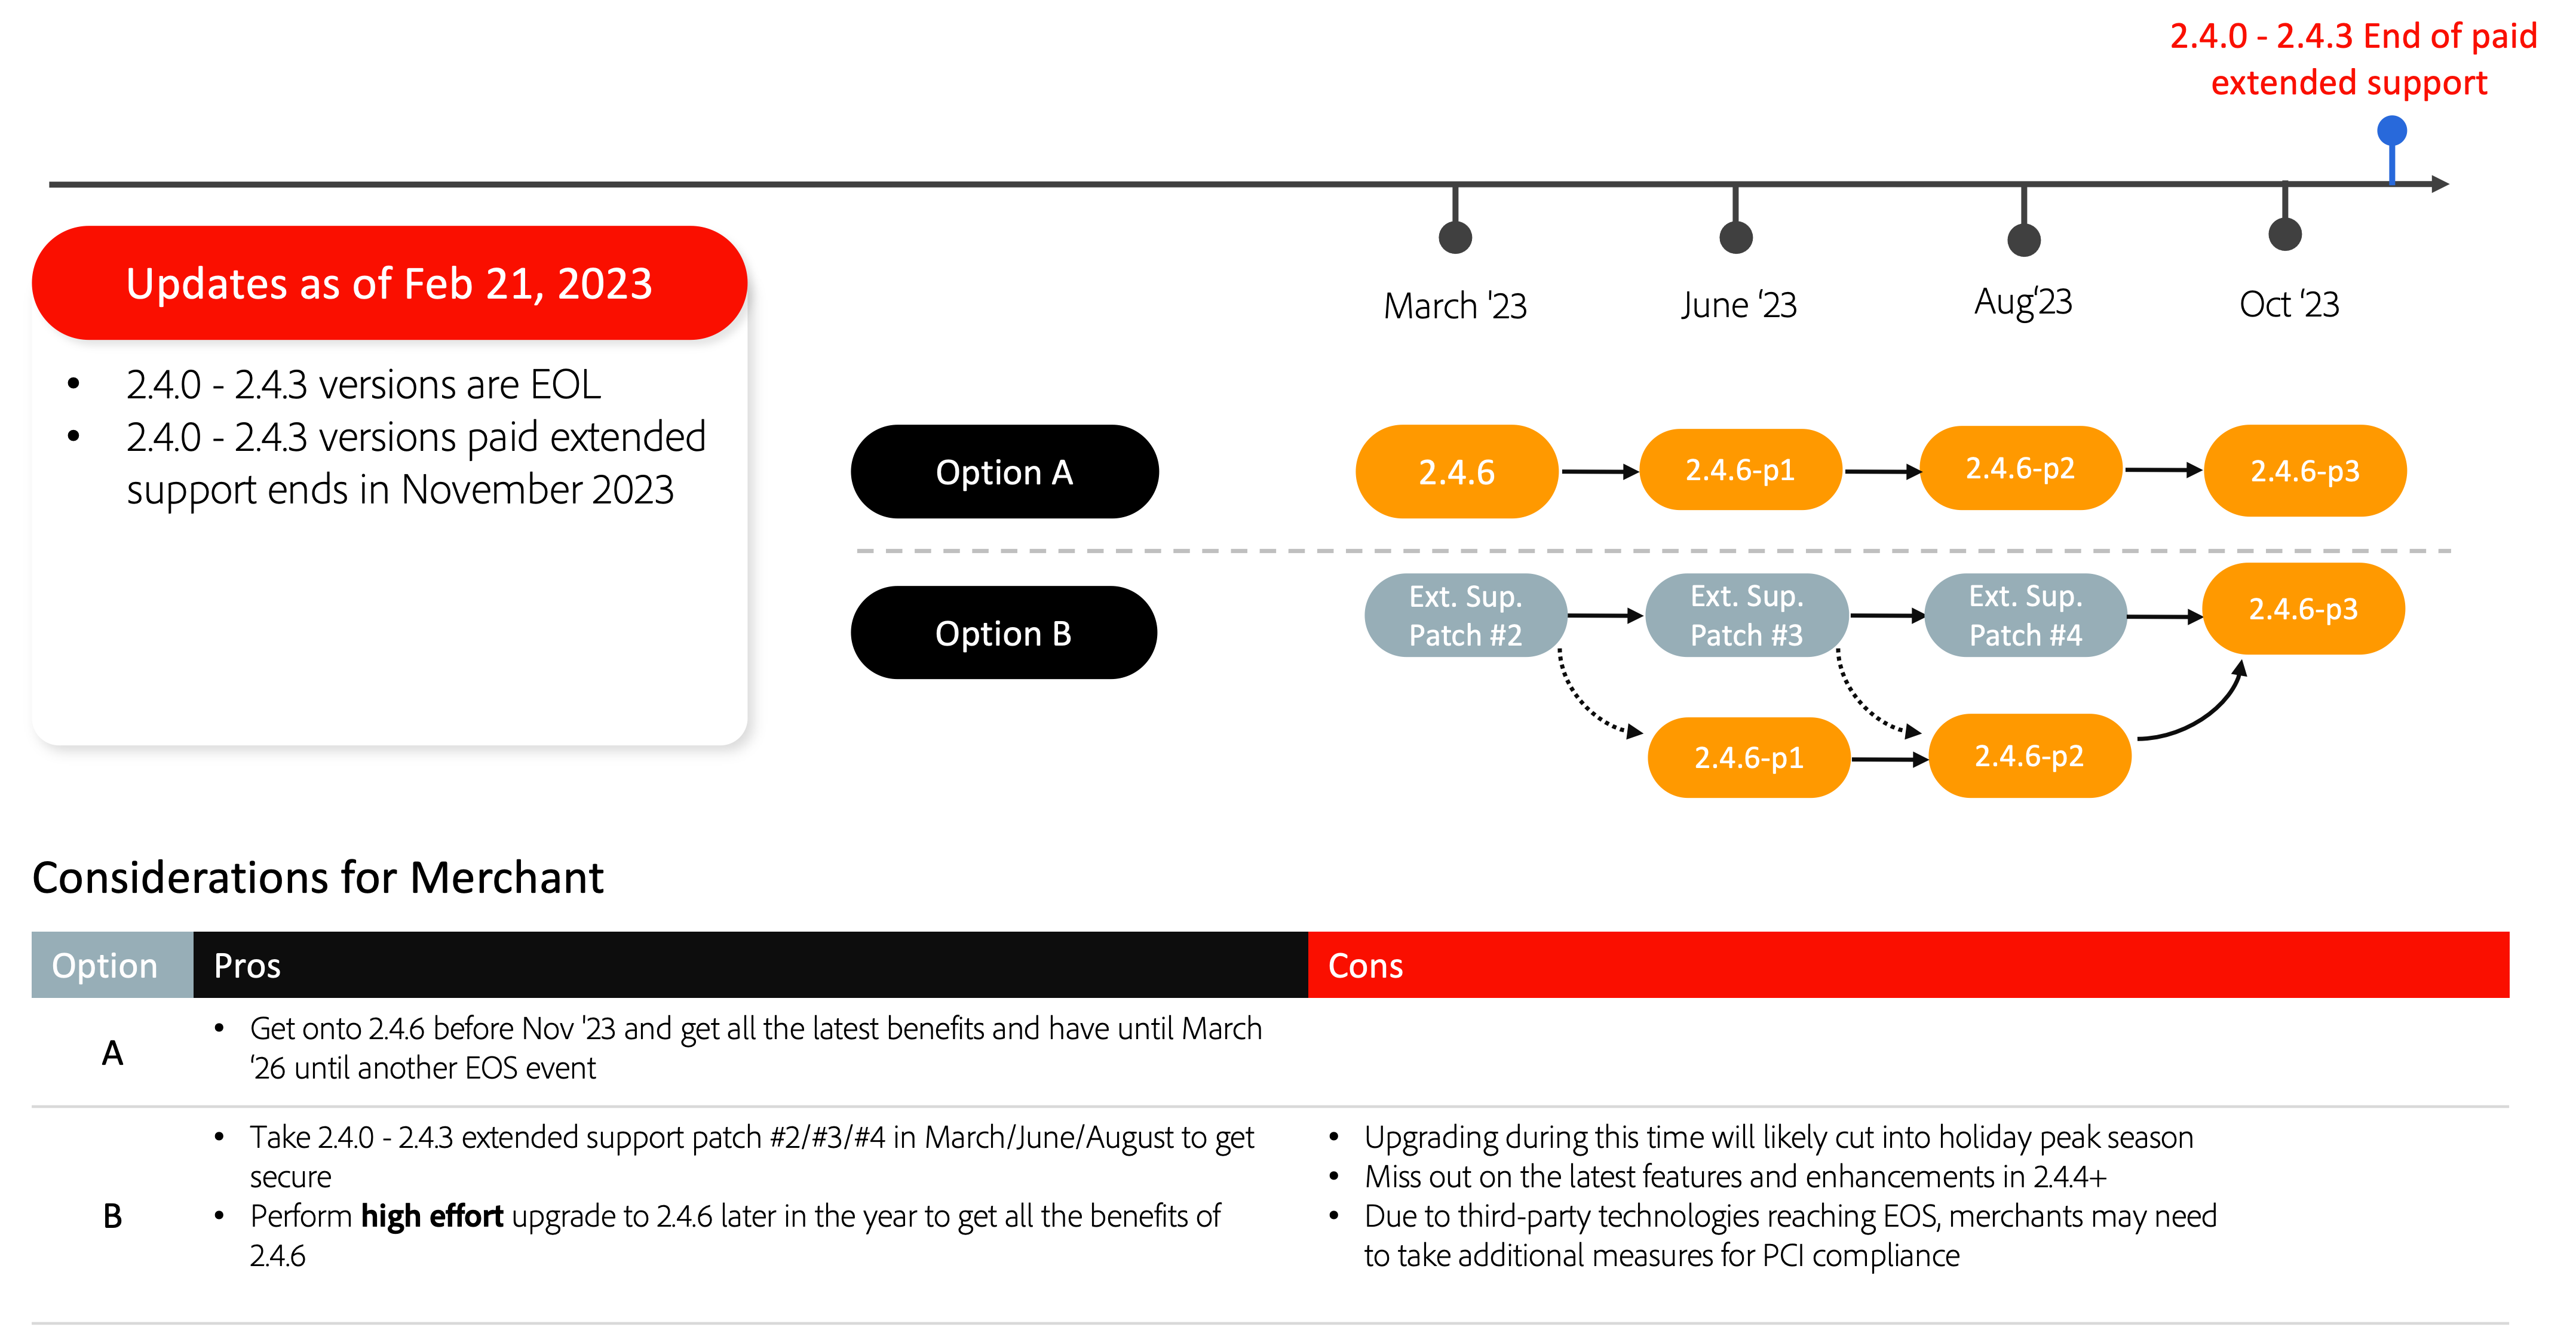 2.4.0 - 2.4.3 End of paid
extended support
Updates as of Feb 21, 2023
• 2.4.0 - 2.4.3 versions are EOL
• 2.4.0 - 2.4.3 versions paid extended
support ends in November 2023
March '23
June ‘23
Aug‘23
Oct ‘23
Option A
2.4.6
2.4.6-p1
2.4.6-p2
2.4.6-p3
Option B
Ext. Sup.
Patch #2
Ext. Sup.
Patch #3
Ext. Sup.
Patch #4
2.4.6-p3
2.4.6-p1
2.4.6-p2
Considerations for Merchant
Option
Pros
Cons
A
• Get onto 2.4.6 before Nov '23 and get all the latest benefits and have until March
‘26 until another EOS event
B
• Take 2.4.0 - 2.4.3 extended support patch #2/#3/#4 in March/June/August to get
secure
• Perform high effort upgrade to 2.4.6 later in the year to get all the benefits of
2.4.6
• Upgrading during this time will likely cut into holiday peak season
• Miss out on the latest features and enhancements in 2.4.4+
• Due to third-party technologies reaching EOS, merchants may need
to take additional measures for PCI compliance